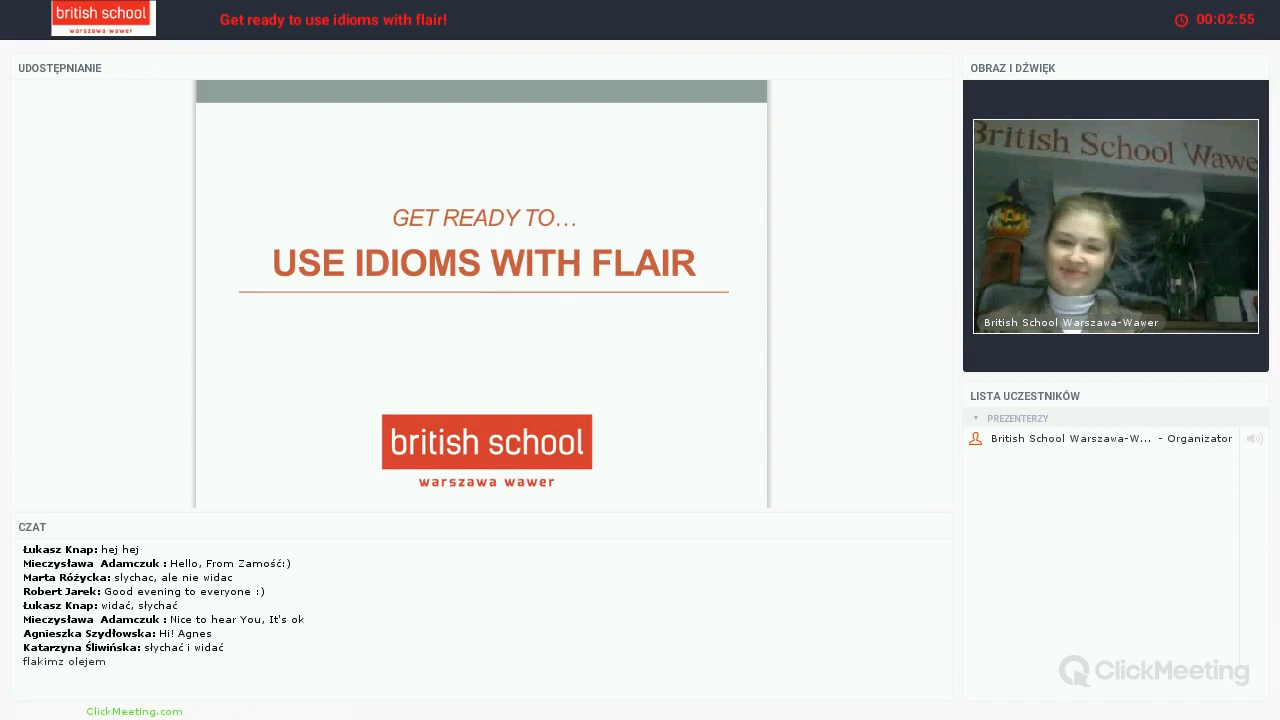 british school
warszawa wawer
Get ready to use idioms with flair!
00:02:55
UDOSTĘPNIANIE
GET READY TO...
USE IDIOMS WITH FLAIR
british school
warszawa wawer
CZAT
Łukasz Knap: hej hej
Mieczysława Adamczuk : Hello, From Zamość:)
Marta Różycka: slychac, ale nie widac
Robert Jarek: Good evening to everyone :)
Łukasz Knap: widać, słychać
Mieczysława Adamczuk : Nice to hear You, It's ok
Agnieszka Szydłowska: Hi! Agnes
Katarzyna Śliwińska: słychać i widać
flakimz olejem
ClickMeeting.com
OBRAZ I DŹWIĘK
British School Wawe
British School Warszawa-Wawer
LISTA UCZESTNIKÓW
PREZENTERZY
British School Warszawa-W... - Organizator
ClickMeeting